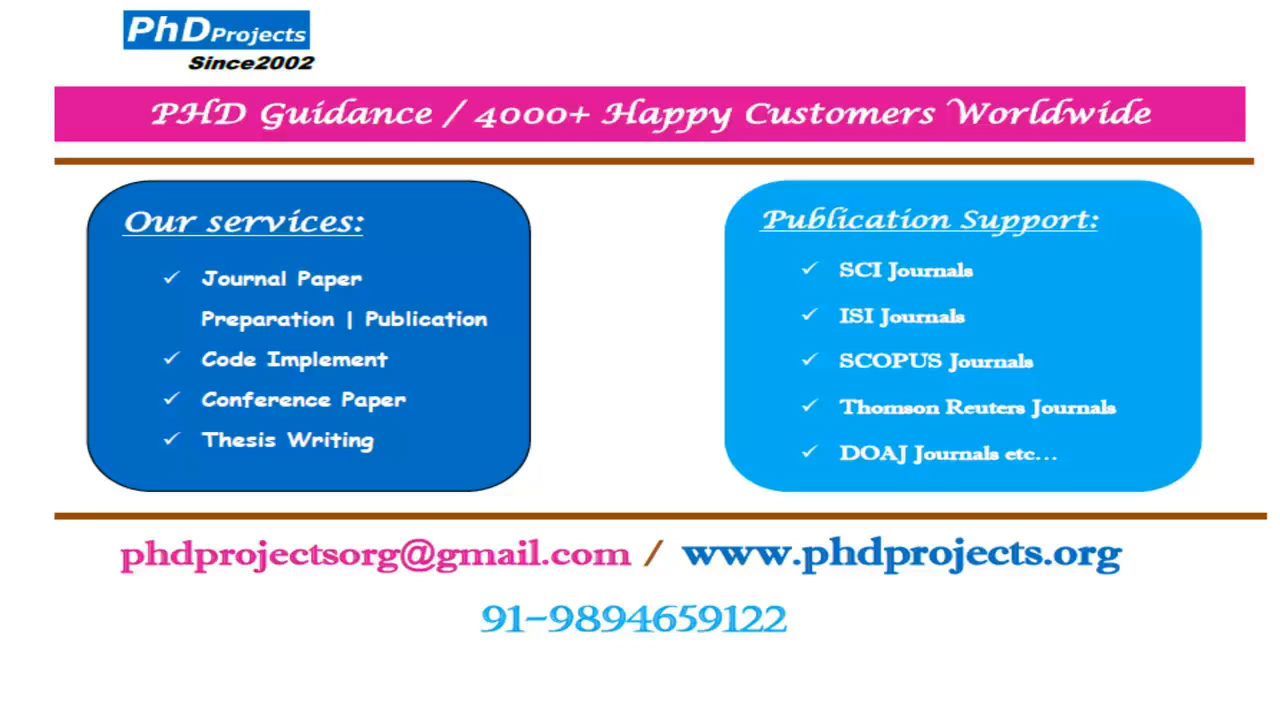 PhDProjects
Since2002
PHD Guidance / 4000+ Happy Customers Worldwide
Our services:
✓ Journal Paper
Preparation | Publication
✓ Code Implement
✓ Conference Paper
✓ Thesis Writing
Publication Support:
✓ SCI Journals
✓ ISI Journals
✓ SCOPUS Journals
✓ Thomson Reuters Journals
✓ DOAJ Journals etc...
phdprojectsorg@gmail.com / www.phdprojects.org
91-9894659122